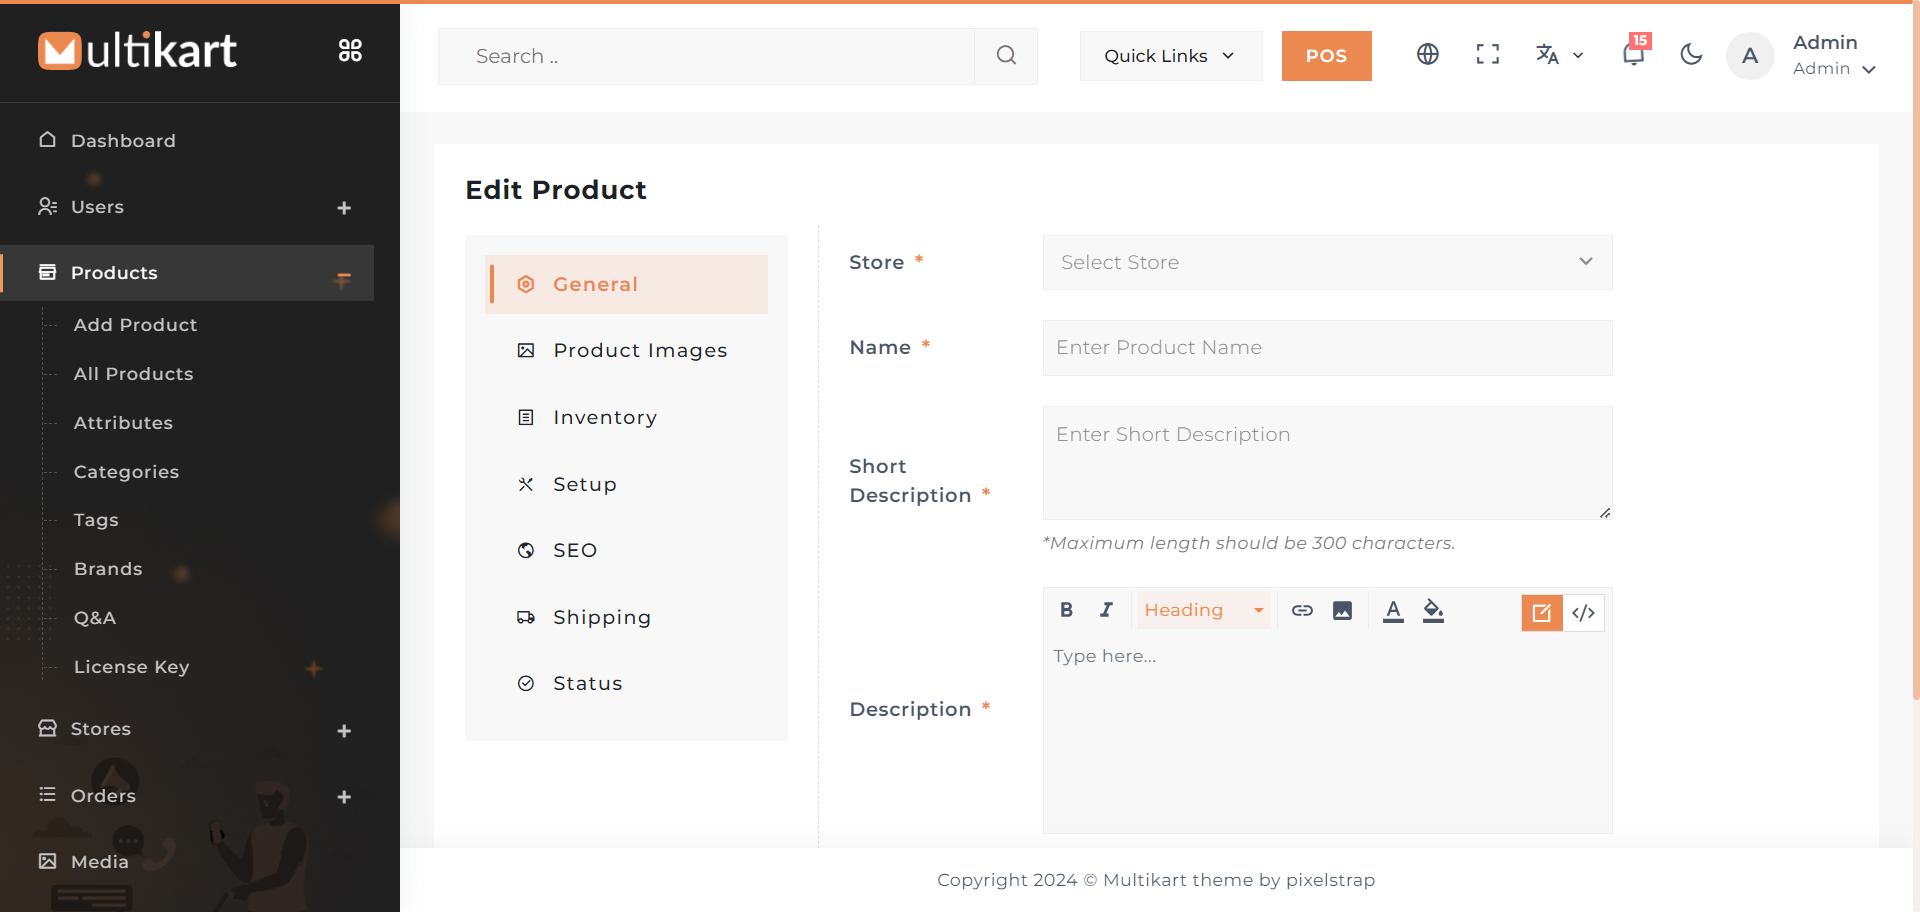 Multikart
Search ..
Quick Links
POS
15
A
Admin
Admin
Dashboard
Users
Products
Add Product
All Products
Attributes
Categories
Tags
Brands
Q&A
License Key
Stores
Orders
Media
Edit Product
General
Product Images
Inventory
Setup
SEO
Shipping
Status
Store *
Select Store
Name *
Enter Product Name
Short
Description *
Enter Short Description
*Maximum length should be 300 characters.
Description *
B I Heading A </>
Type here...
Copyright 2024 © Multikart theme by pixelstrap